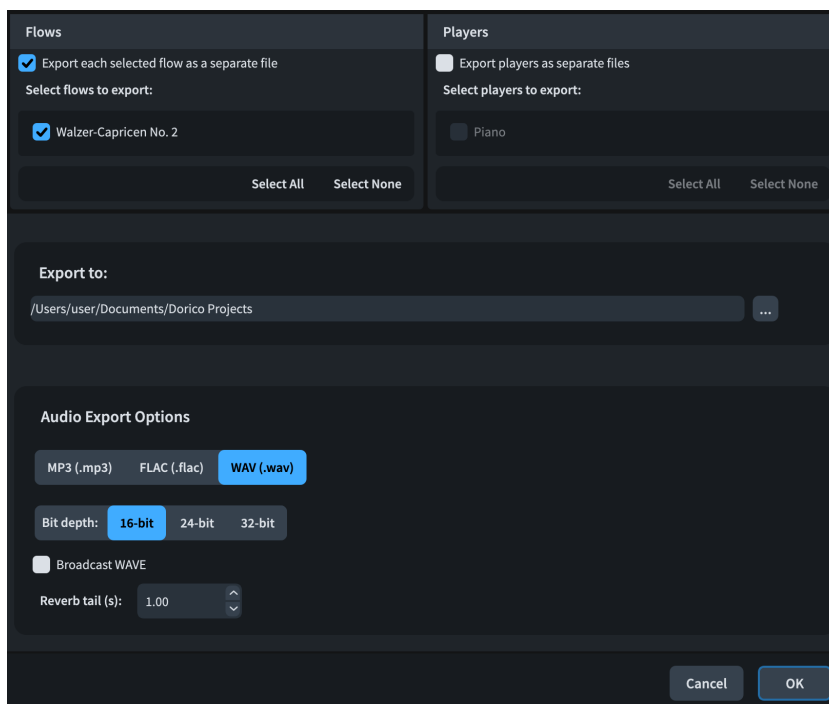 Flows
Export each selected flow as a separate file
Select flows to export:
Walzer-Capricen No. 2
Select All Select None
Players
Export players as separate files
Select players to export:
Piano
Select All Select None
Export to:
/Users/user/Documents/Dorico Projects
...
Audio Export Options
MP3 (.mp3) FLAC (.flac) WAV (.wav)
Bit depth: 16-bit 24-bit 32-bit
Broadcast WAVE
Reverb tail (s): 1.00
Cancel OK